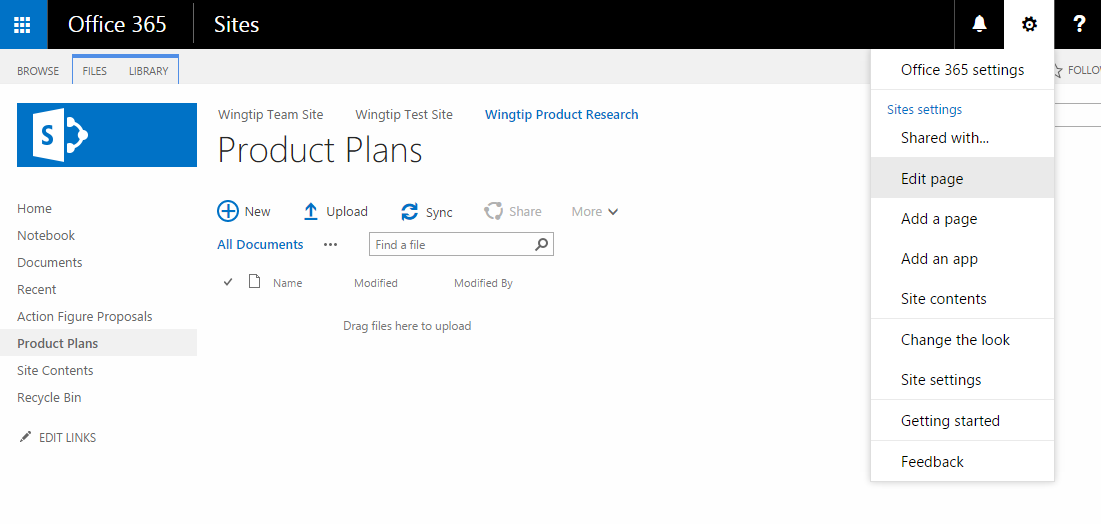 Office 365 Sites ?
BROWSE FILES LIBRARY
Office 365 settings
FOLLO
S
Wingtip Team Site Wingtip Test Site Wingtip Product Research
Product Plans
Home
Notebook
Documents
Recent
Action Figure Proposals
Product Plans
Site Contents
Recycle Bin
EDIT LINKS
New Upload Sync Share More
All Documents ••• Find a file
Name Modified Modified By
Drag files here to upload
Sites settings
Shared with...
Edit page
Add a page
Add an app
Site contents
Change the look
Site settings
Getting started
Feedback